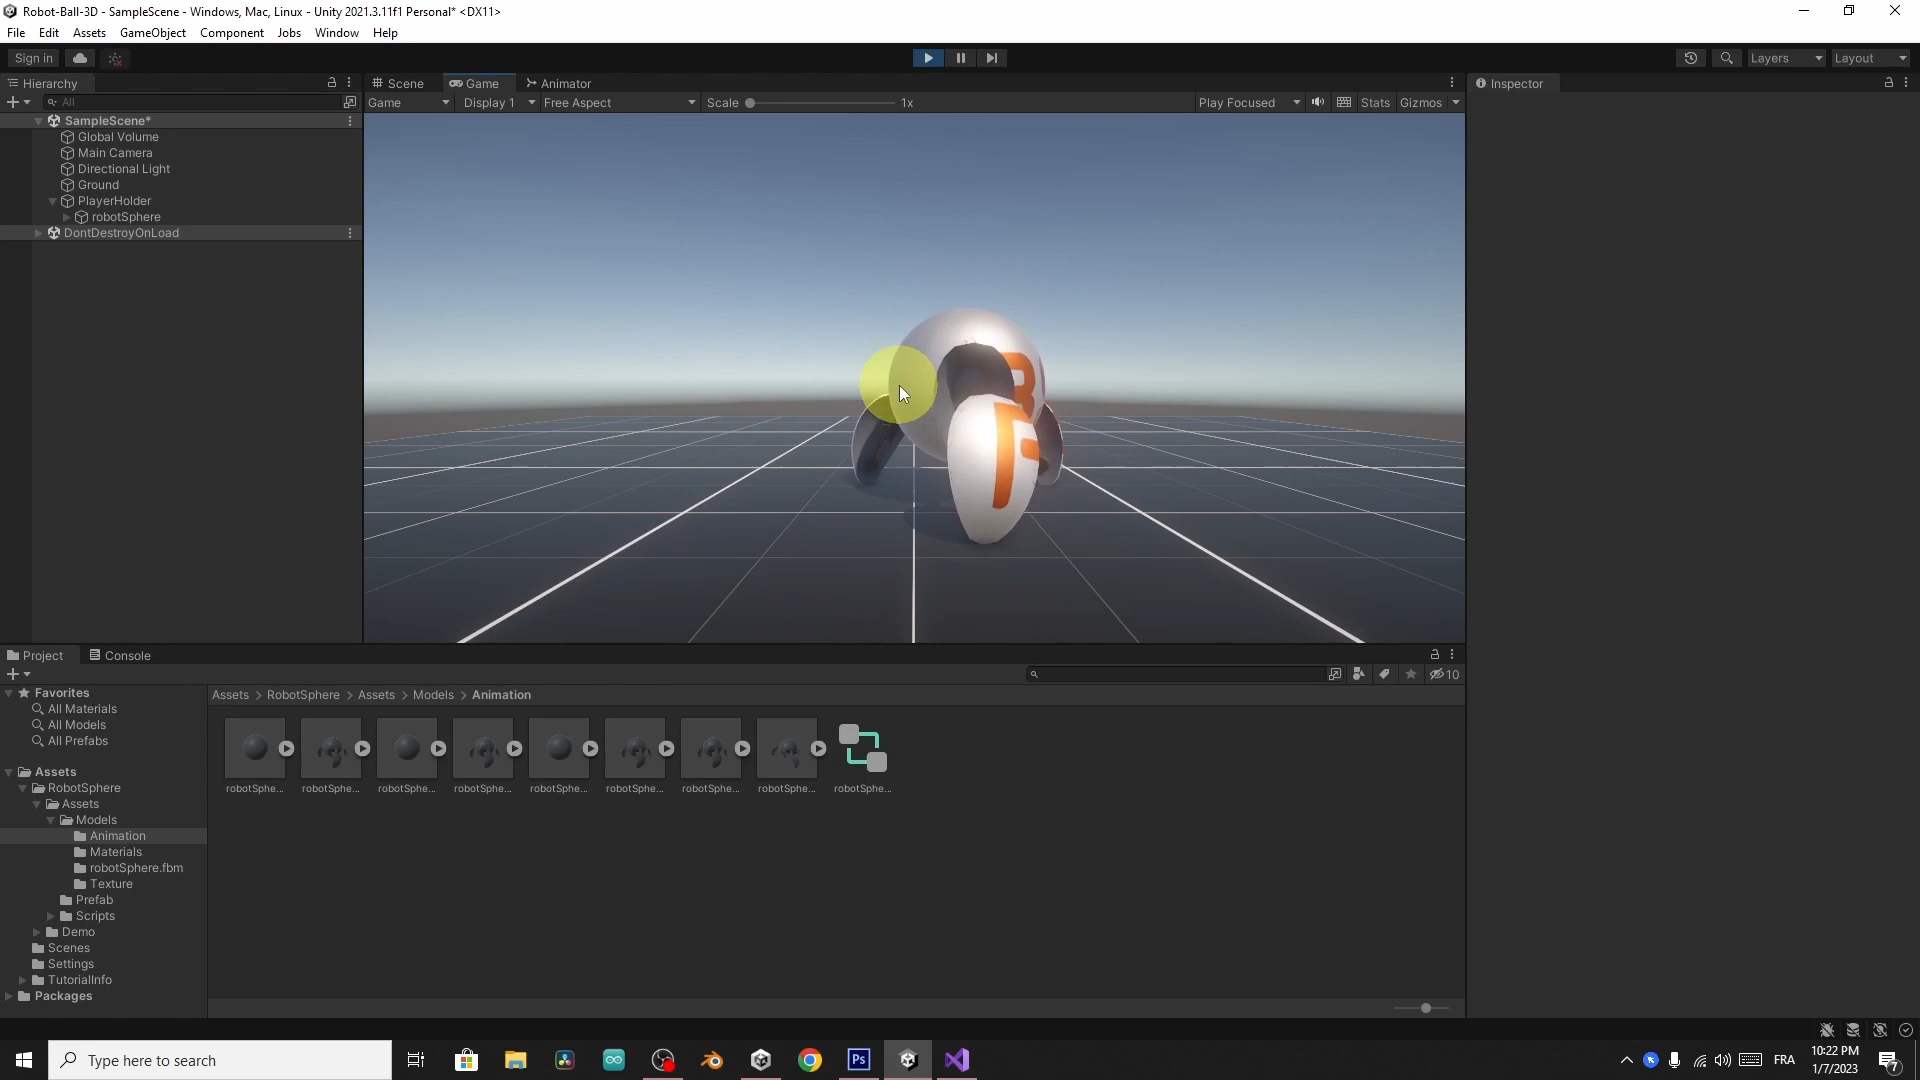 Robot-Ball-3D - SampleScene - Windows, Mac, Linux - Unity 2021.3.11f1 Personal* <DX11>
File Edit Assets GameObject Component Jobs Window Help
Sign in
Layers
Layout
Hierarchy
Scene
Game
Animator
Inspector
All
Game
Display 1
Free Aspect
Scale
1x
Play Focused
Stats
Gizmos
SampleScene*
Global Volume
Main Camera
Directional Light
Ground
PlayerHolder
robotSphere
DontDestroyOnLoad
Project
Console
10
Favorites
All Materials
All Models
All Prefabs
Assets
RobotSphere
Assets
Models
Animation
Materials
robotSphere.fbm
Texture
Prefab
Scripts
Demo
Scenes
Settings
TutorialInfo
Packages
Assets > RobotSphere > Assets > Models > Animation
robotSphe...
robotSphe...
robotSphe...
robotSphe...
robotSphe...
robotSphe...
robotSphe...
robotSphe...
robotSphe...
Type here to search
Ps
FRA
10:22 PM
1/7/2023
7